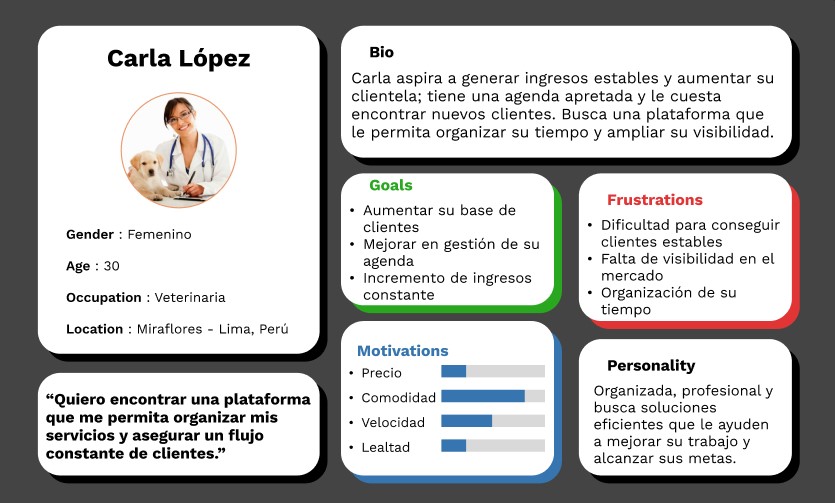 Carla López
Gender : Femenino
Age : 30
Occupation : Veterinaria
Location : Miraflores - Lima, Perú
“Quiero encontrar una plataforma
que me permita organizar mis
servicios y asegurar un flujo
constante de clientes.”
Bio
Carla aspira a generar ingresos estables y aumentar su
clientela; tiene una agenda apretada y le cuesta
encontrar nuevos clientes. Busca una plataforma que
le permita organizar su tiempo y ampliar su visibilidad.
Goals
• Aumentar su base de
clientes
• Mejorar en gestión de su
agenda
• Incremento de ingresos
constante
Frustrations
• Dificultad para conseguir
clientes estables
• Falta de visibilidad en el
mercado
• Organización de su
tiempo
Motivations
• Precio
• Comodidad
• Velocidad
• Lealtad
Personality
Organizada, profesional y
busca soluciones
eficientes que le ayuden
a mejorar su trabajo y
alcanzar sus metas.